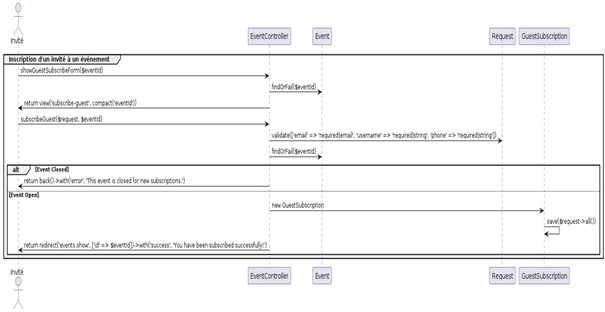 Invité
EventController
Event
Request
GuestSubscription
Inscription d'un invité à un événement
showGuestSubscribeForm($eventId)
findOrFail($eventId)
return view('subscribe-guest', compact('eventId'))
subscribeGuest($request, $eventId)
validate(['email' => 'required|email', 'username' => 'required|string', 'phone' => 'required|string'])
findOrFail($eventId)
alt
[Event Closed]
return back()->with('error', 'This event is closed for new subscriptions.')
[Event Open]
new GuestSubscription
save($request->all())
return redirect('events.show', ['id' => $eventId])->with('success', 'You have been subscribed successfully!')
Invité
EventController
Event
Request
GuestSubscription